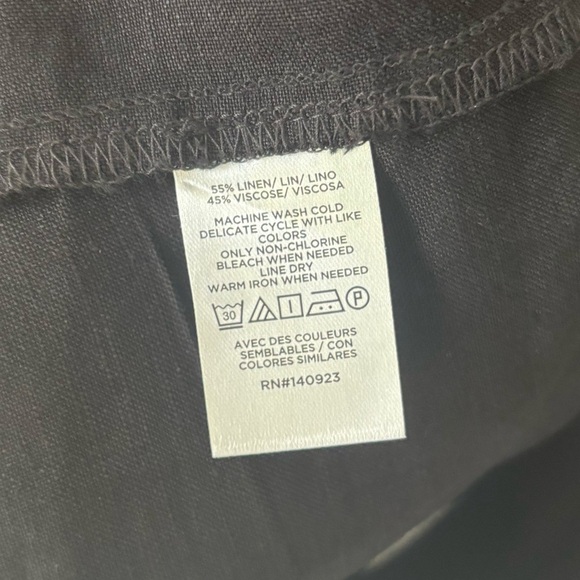 55% LINEN/ LIN/ LINO
45% VISCOSE/ VISCOSA
MACHINE WASH COLD
DELICATE CYCLE WITH LIKE
COLORS
ONLY NON-CHLORINE
BLEACH WHEN NEEDED
LINE DRY
WARM IRON WHEN NEEDED
30 P
AVEC DES COULEURS
SEMBLABLES / CON
COLORES SIMILARES
RN#140923